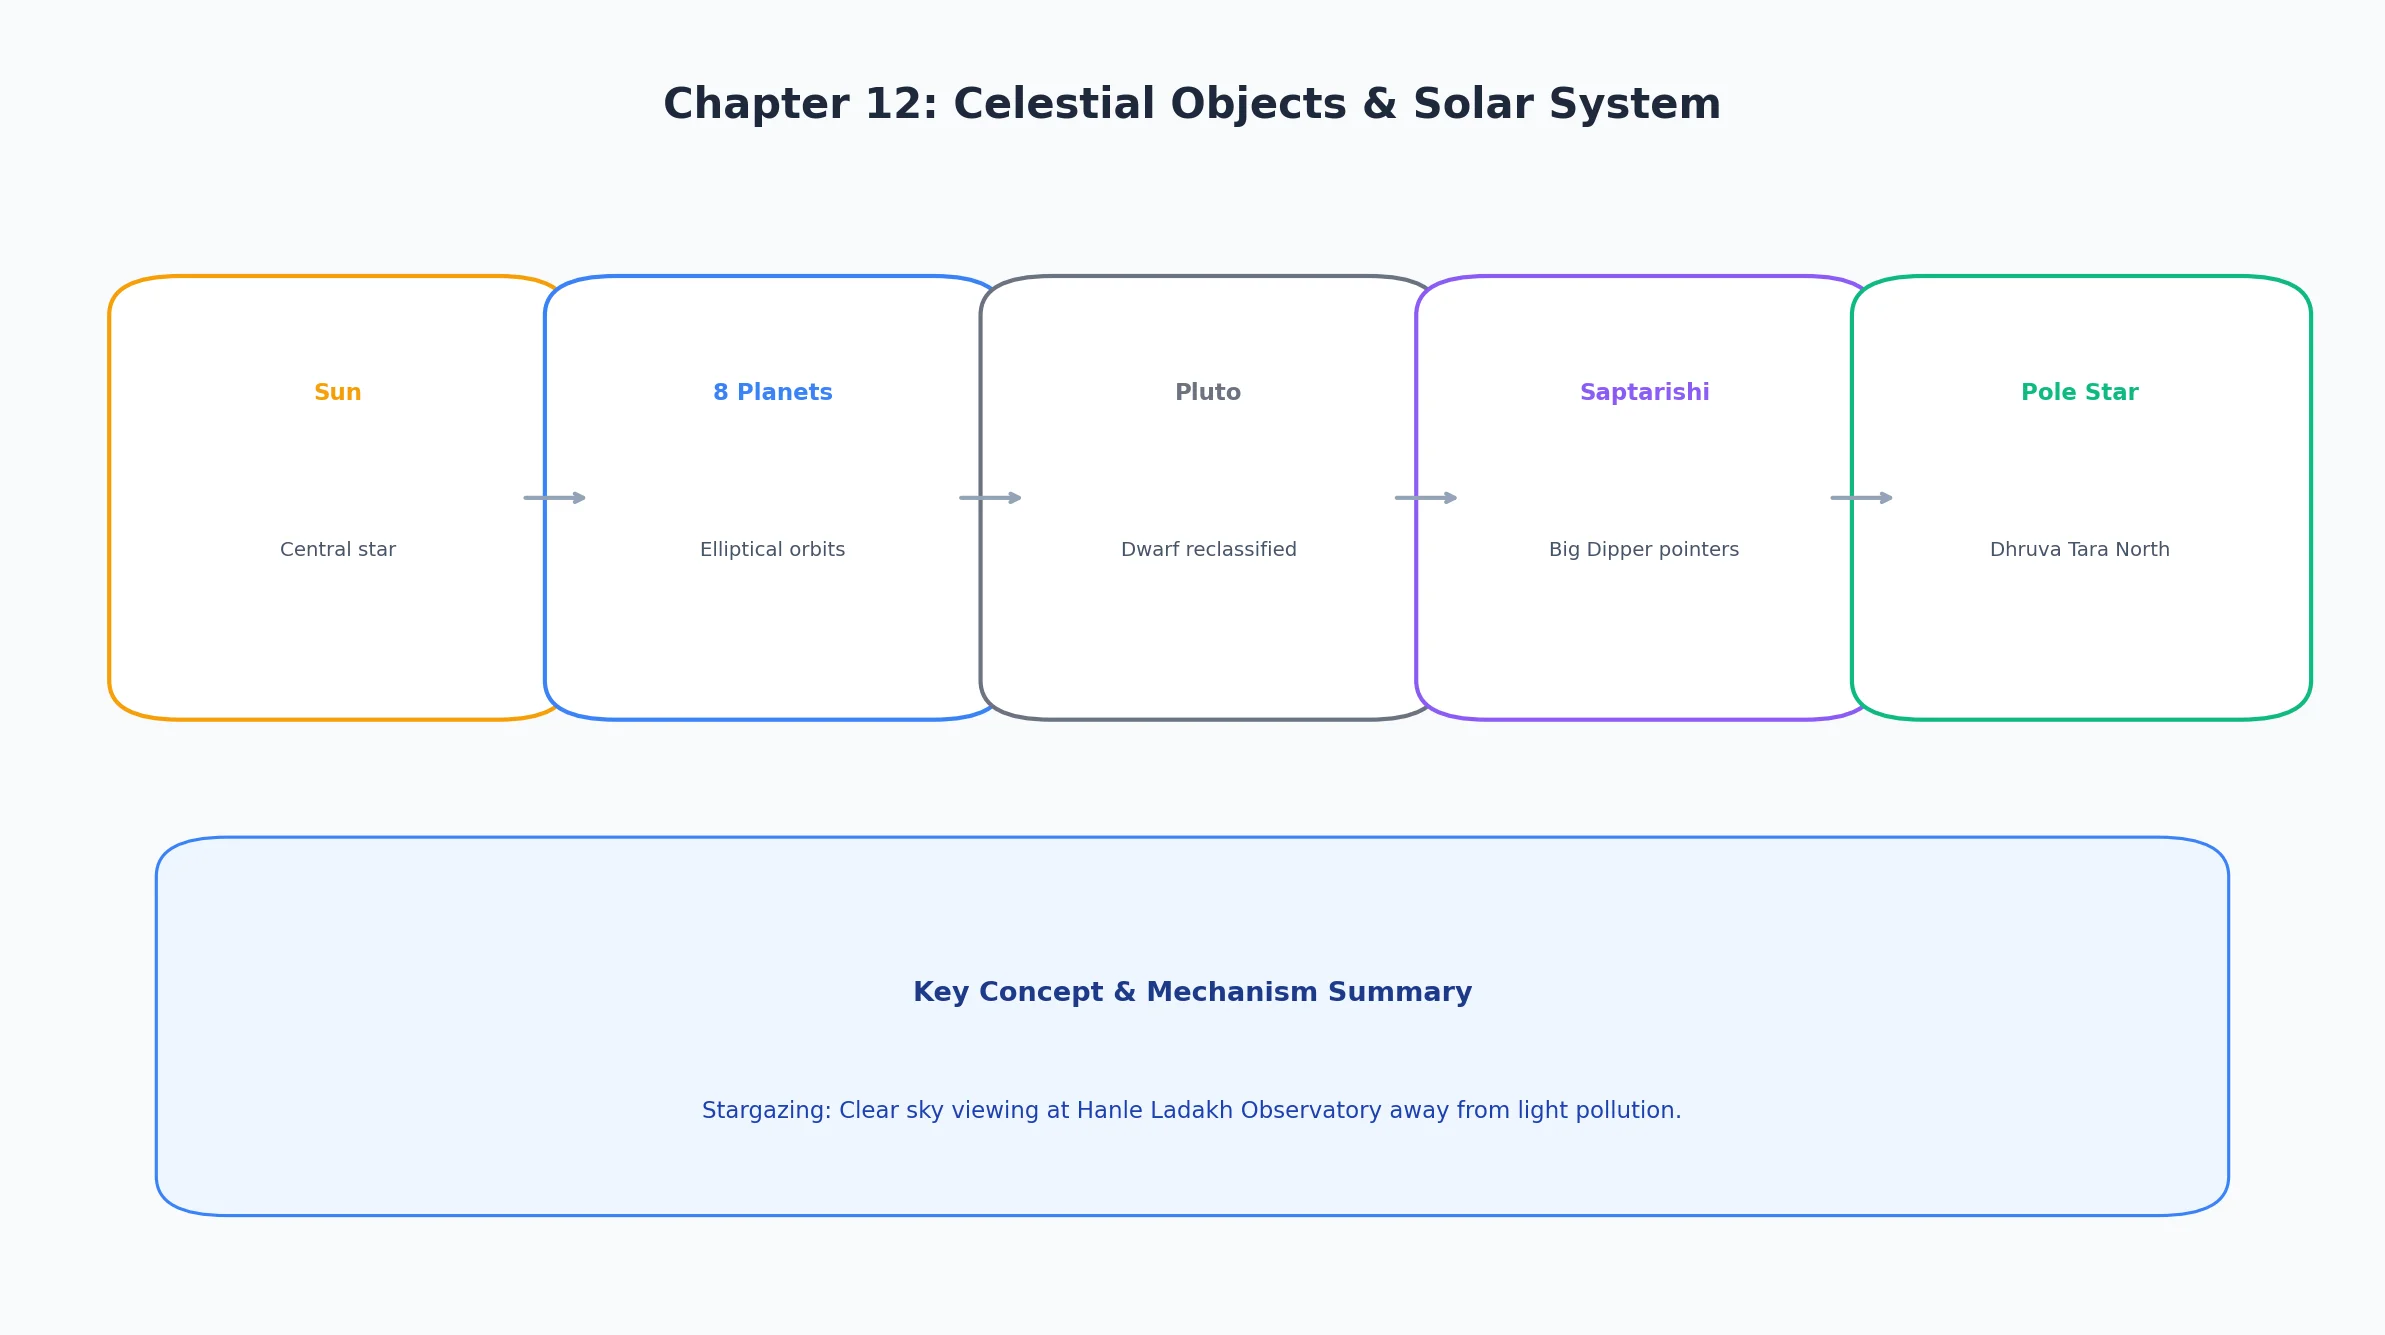 Chapter 12: Celestial Objects & Solar System
Sun
8 Planets
Pluto
Saptarishi
Pole Star
Central star
Elliptical orbits
Dwarf reclassified
Big Dipper pointers
Dhruva Tara North
Key Concept & Mechanism Summary
Stargazing: Clear sky viewing at Hanle Ladakh Observatory away from light pollution.